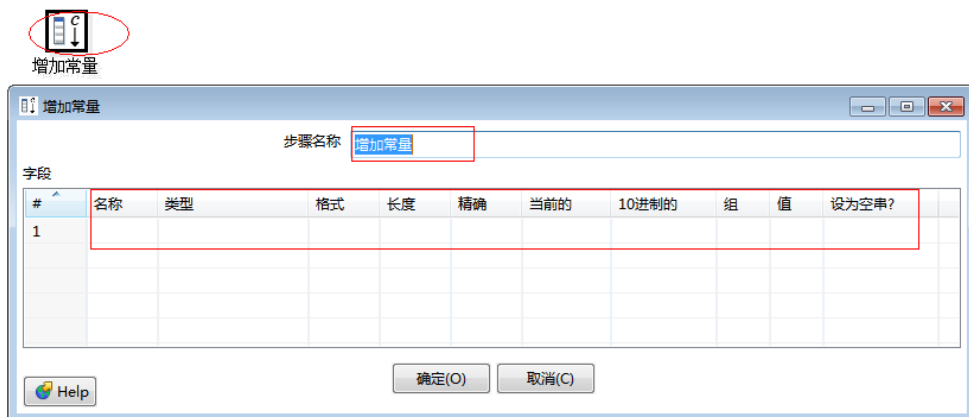 c
增加常量
增加常量
步骤名称 增加常量
字段
# 名称 类型 格式 长度 精确 当前的 10进制的 组 值 设为空串?
1
Help 确定(O) 取消(C)